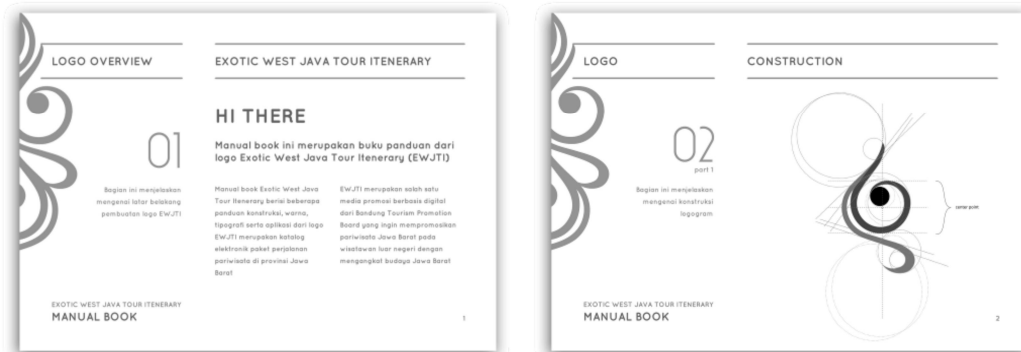 LOGO OVERVIEW
EXOTIC WEST JAVA TOUR ITENERARY
HI THERE
01
Manual book ini merupakan buku panduan dari
logo Exotic West Java Tour Itenerary (EWJTI)
Bagian ini menjelaskan
mengenai latar belakang
pembuatan logo EWJTI
Manual book Exotic West Java
Tour Itenerary berisi beberapa
panduan konstruksi, warna,
tipografi serta aplikasi dari logo
EWJTI merupakan katalog
elektronik paket perjalanan
pariwisata di provinsi Jawa
Barat
EWJTI merupakan salah satu
media promosi berbasis digital
dari Bandung Tourism Promotion
Board yang ingin mempromosikan
pariwisata Jawa Barat pada
wisatawan luar negeri dengan
mengangkat budaya Jawa Barat
EXOTIC WEST JAVA TOUR ITENERARY
MANUAL BOOK
1
LOGO
CONSTRUCTION
02
part 1
Bagian ini menjelaskan
mengenai konstruksi
logogram
center point
EXOTIC WEST JAVA TOUR ITENERARY
MANUAL BOOK
2